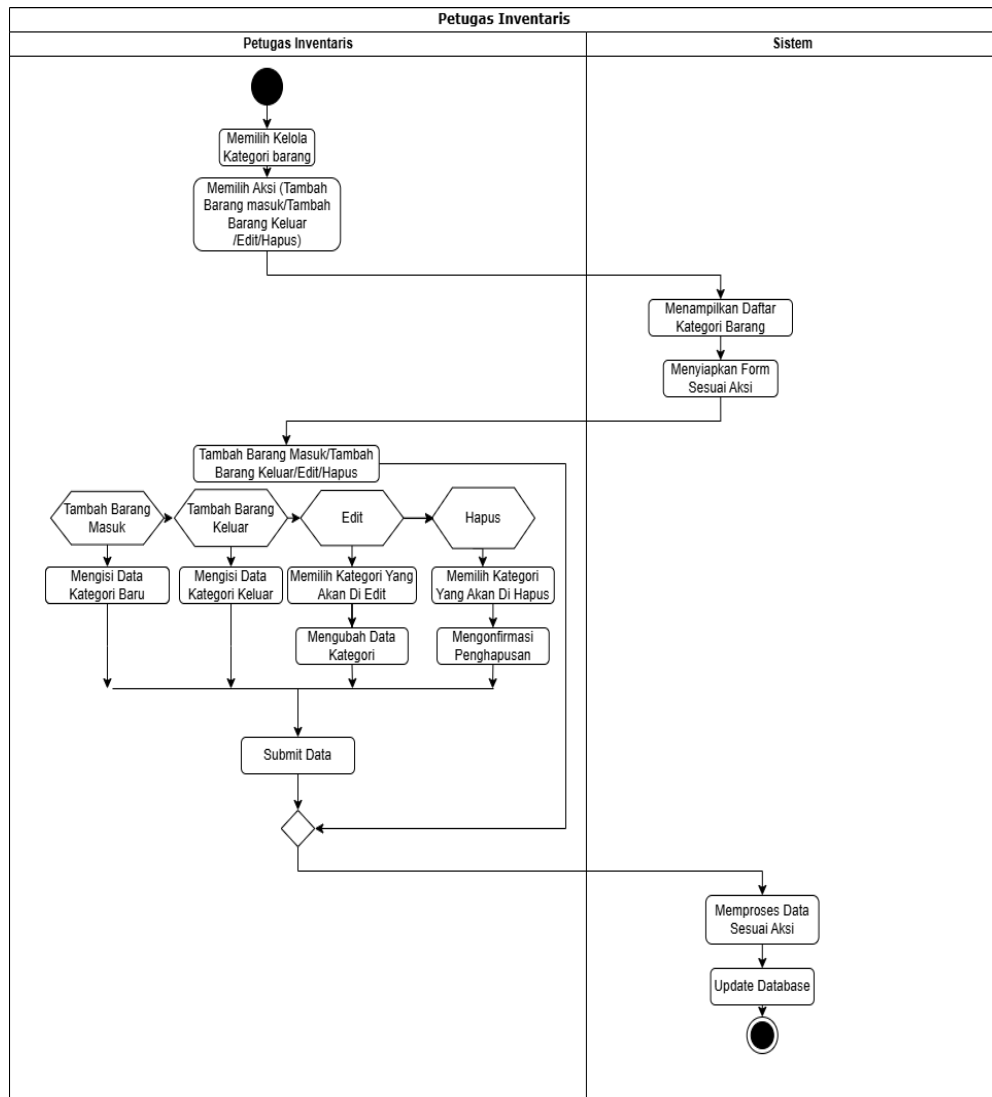 Petugas Inventaris
Petugas Inventaris
Sistem
Memilih Kelola
Kategori barang
Memilih Aksi (Tambah
Barang masuk/Tambah
Barang Keluar
/Edit/Hapus)
Menampilkan Daftar
Kategori Barang
Menyiapkan Form
Sesuai Aksi
Tambah Barang Masuk/Tambah
Barang Keluar/Edit/Hapus
Tambah Barang
Masuk
Tambah Barang
Keluar
Edit
Hapus
Mengisi Data
Kategori Baru
Mengisi Data
Kategori Keluar
Memilih Kategori Yang
Akan Di Edit
Memilih Kategori
Yang Akan Di Hapus
Mengubah Data
Kategori
Mengonfirmasi
Penghapusan
Submit Data
Memproses Data
Sesuai Aksi
Update Database